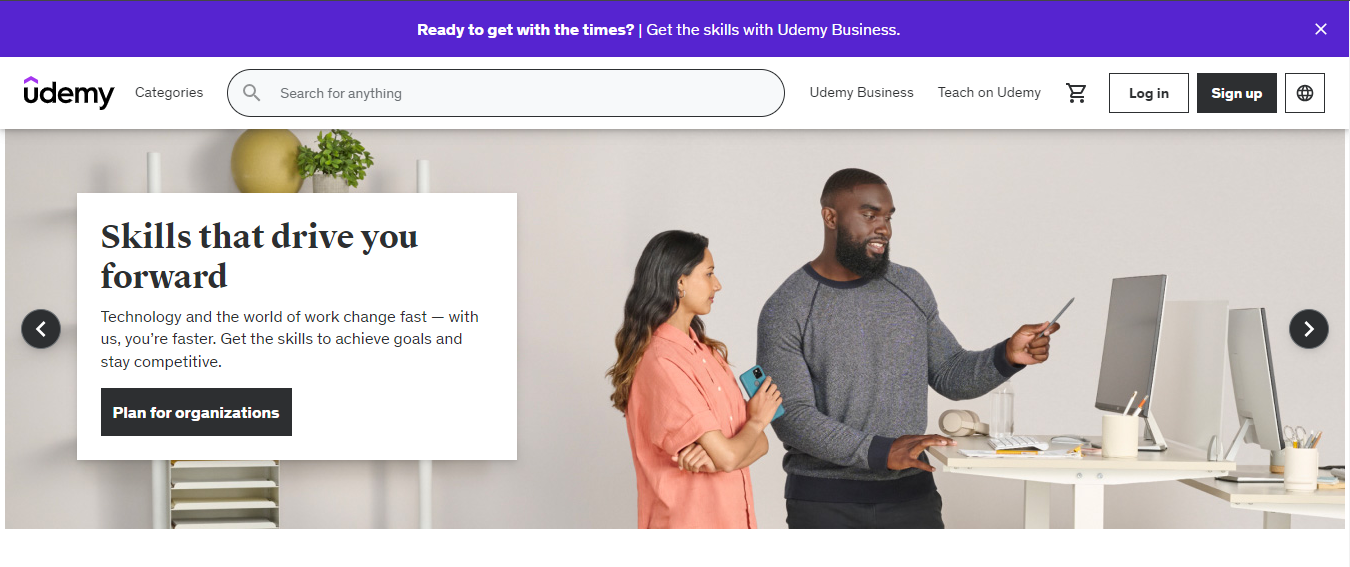 Ready to get with the times? | Get the skills with Udemy Business.
udemy
Categories
Search for anything
Udemy Business
Teach on Udemy
Log in
Sign up
Skills that drive you
forward
Technology and the world of work change fast — with
us, you’re faster. Get the skills to achieve goals and
stay competitive.
Plan for organizations